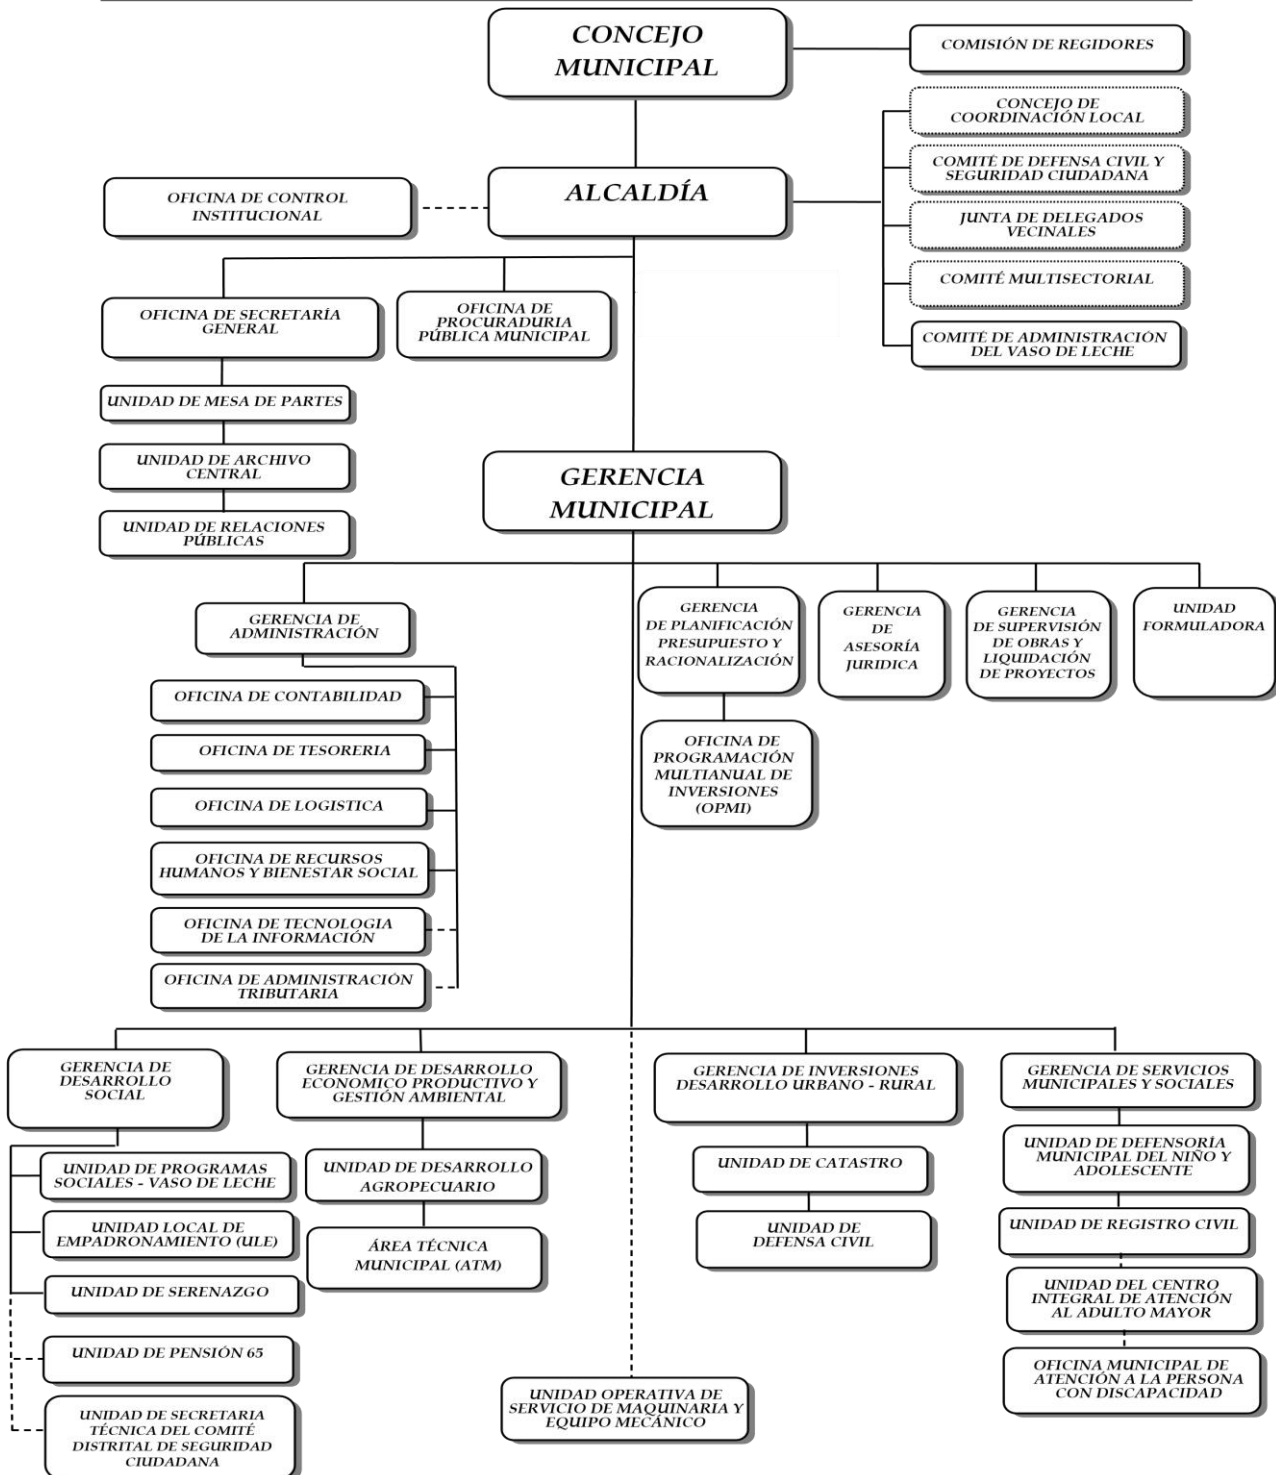 CONCEJO
MUNICIPAL
COMISIÓN DE REGIDORES
CONCEJO DE
COORDINACIÓN LOCAL
COMITÉ DE DEFENSA CIVIL Y
SEGURIDAD CIUDADANA
ALCALDÍA
OFICINA DE CONTROL
INSTITUCIONAL
JUNTA DE DELEGADOS
VECINALES
COMITÉ MULTISECTORIAL
COMITÉ DE ADMINISTRACIÓN
DEL VASO DE LECHE
OFICINA DE SECRETARÍA
GENERAL
OFICINA DE
PROCURADURIA
PÚBLICA MUNICIPAL
UNIDAD DE MESA DE PARTES
UNIDAD DE ARCHIVO
CENTRAL
UNIDAD DE RELACIONES
PÚBLICAS
GERENCIA
MUNICIPAL
GERENCIA DE
ADMINISTRACIÓN
GERENCIA
DE PLANIFICACIÓN
PRESUPUESTO Y
RACIONALIZACIÓN
GERENCIA
DE
ASESORÍA
JURIDICA
GERENCIA
DE SUPERVISIÓN
DE OBRAS Y
LIQUIDACIÓN
DE PROYECTOS
UNIDAD
FORMULADORA
OFICINA DE CONTABILIDAD
OFICINA DE TESORERIA
OFICINA DE LOGISTICA
OFICINA DE RECURSOS
HUMANOS Y BIENESTAR SOCIAL
OFICINA DE TECNOLOGIA
DE LA INFORMACIÓN
OFICINA DE ADMINISTRACIÓN
TRIBUTARIA
OFICINA DE
PROGRAMACIÓN
MULTIANUAL DE
INVERSIONES
(OPMI)
GERENCIA DE
DESARROLLO
SOCIAL
GERENCIA DE DESARROLLO
ECONOMICO PRODUCTIVO Y
GESTIÓN AMBIENTAL
GERENCIA DE INVERSIONES
DESARROLLO URBANO - RURAL
GERENCIA DE SERVICIOS
MUNICIPALES Y SOCIALES
UNIDAD DE PROGRAMAS
SOCIALES - VASO DE LECHE
UNIDAD LOCAL DE
EMPADRONAMIENTO (ULE)
UNIDAD DE SERENAZGO
UNIDAD DE PENSIÓN 65
UNIDAD DE SECRETARIA
TÉCNICA DEL COMITÉ
DISTRITAL DE SEGURIDAD
CIUDADANA
UNIDAD DE DESARROLLO
AGROPECUARIO
ÁREA TÉCNICA
MUNICIPAL (ATM)
UNIDAD OPERATIVA DE
SERVICIO DE MAQUINARIA Y
EQUIPO MECÁNICO
UNIDAD DE CATASTRO
UNIDAD DE
DEFENSA CIVIL
UNIDAD DE DEFENSORÍA
MUNICIPAL DEL NIÑO Y
ADOLESCENTE
UNIDAD DE REGISTRO CIVIL
UNIDAD DEL CENTRO
INTEGRAL DE ATENCIÓN
AL ADULTO MAYOR
OFICINA MUNICIPAL DE
ATENCIÓN A LA PERSONA
CON DISCAPACIDAD